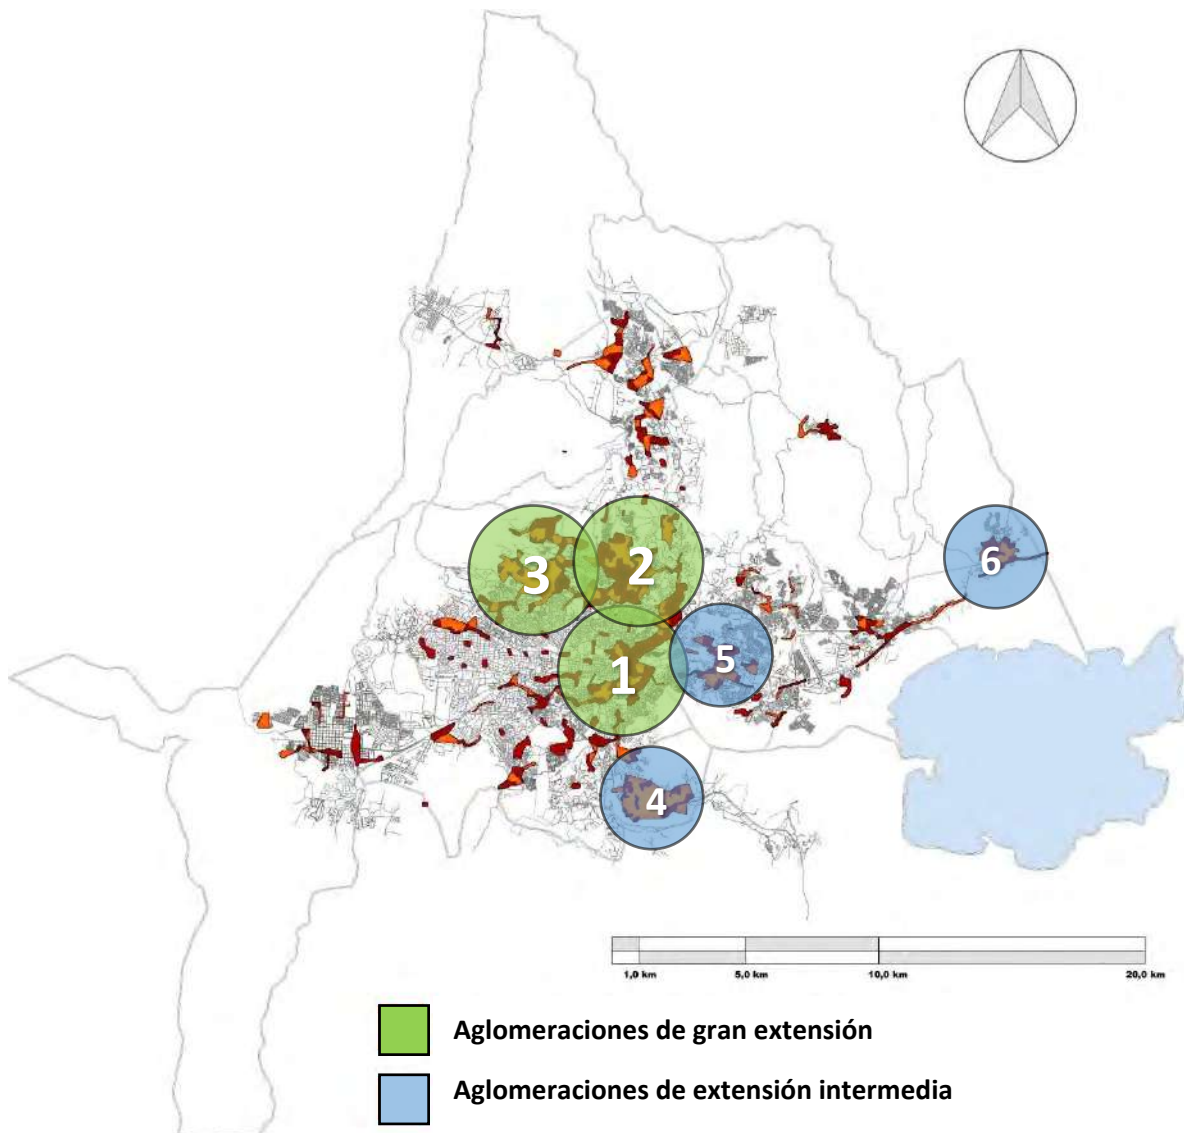 3
2
6
1
5
4
1,0 km 5,0 km 10,0 km 20,0 km
Aglomeraciones de gran extensión
Aglomeraciones de extensión intermedia